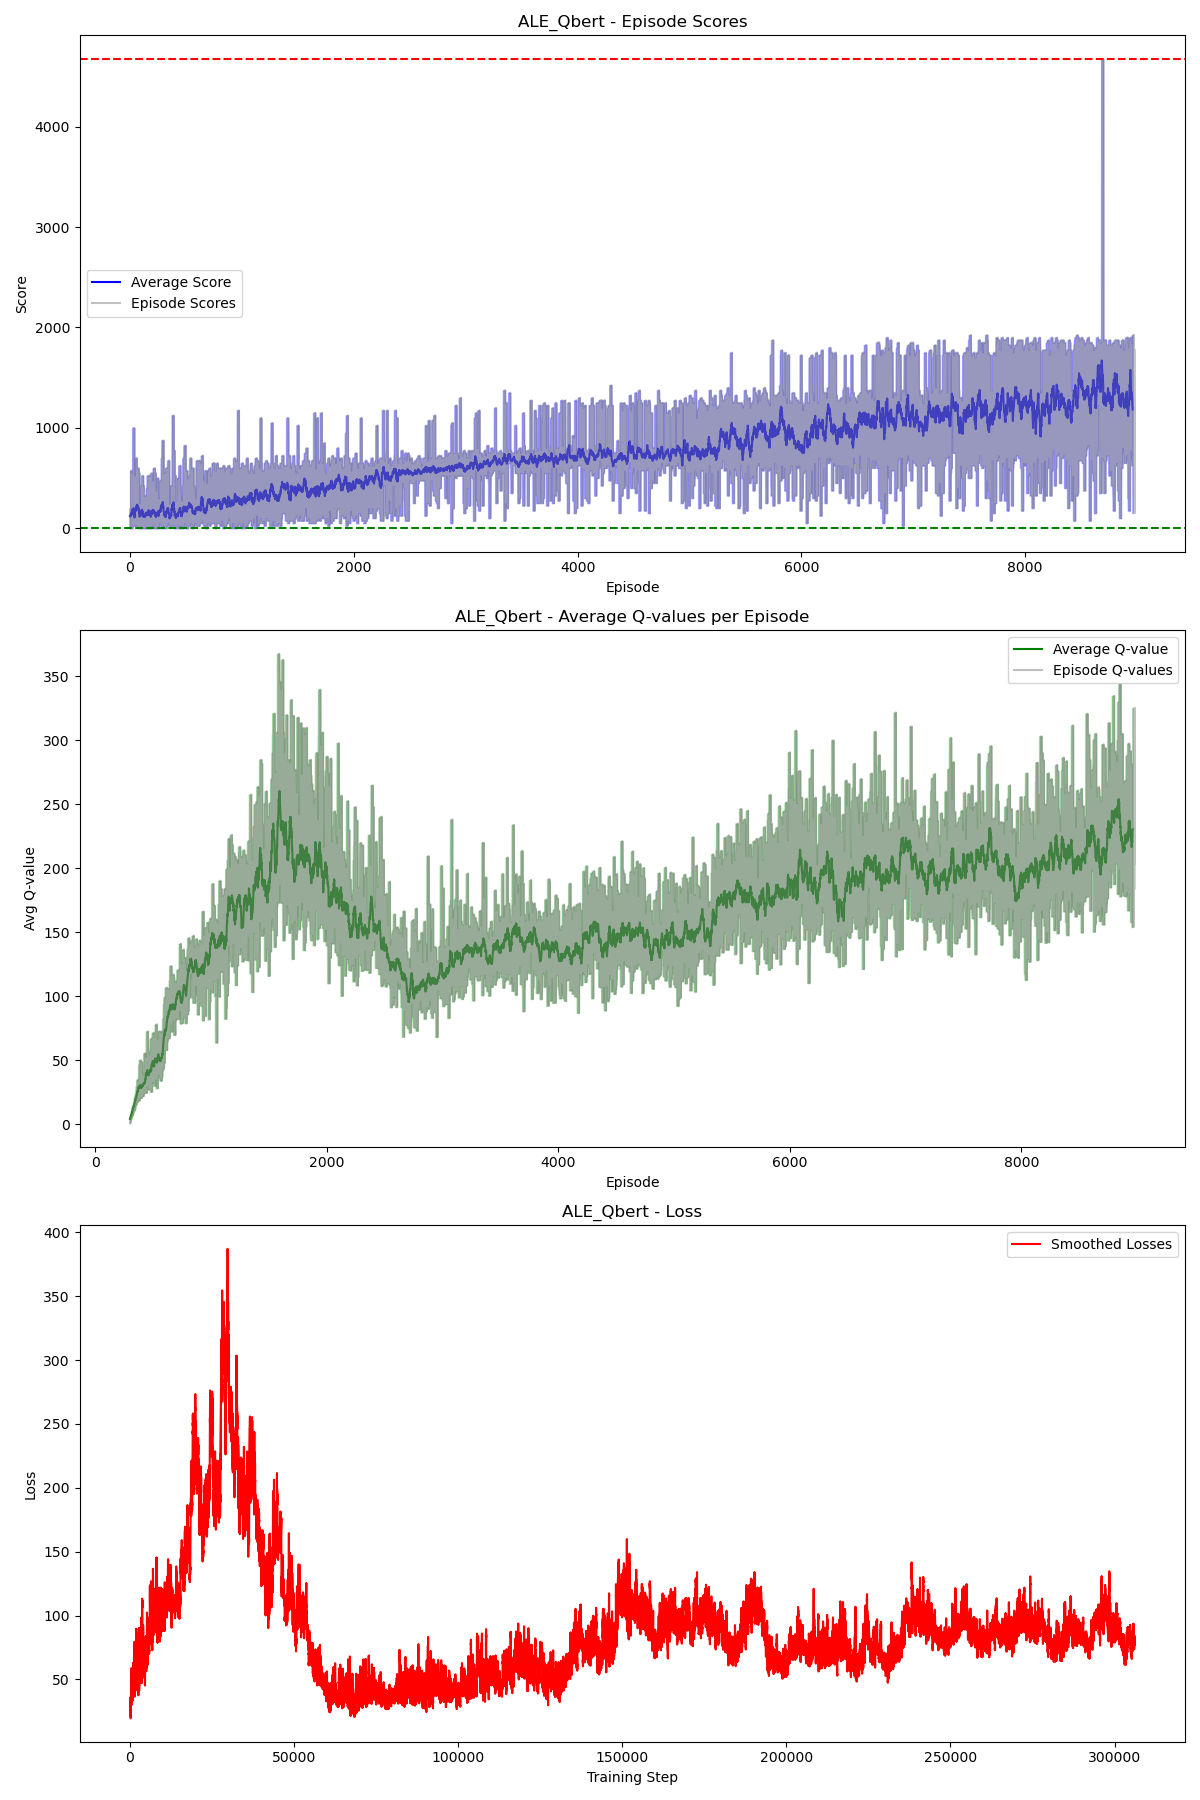 ALE_Qbert - Episode Scores
Score
4000
3000
2000
1000
0
Average Score
Episode Scores
0 2000 4000 6000 8000
Episode
ALE_Qbert - Average Q-values per Episode
Avg Q-value
350
300
250
200
150
100
50
0
Average Q-value
Episode Q-values
0 2000 4000 6000 8000
Episode
ALE_Qbert - Loss
Loss
400
350
300
250
200
150
100
50
Smoothed Losses
0 50000 100000 150000 200000 250000 300000
Training Step